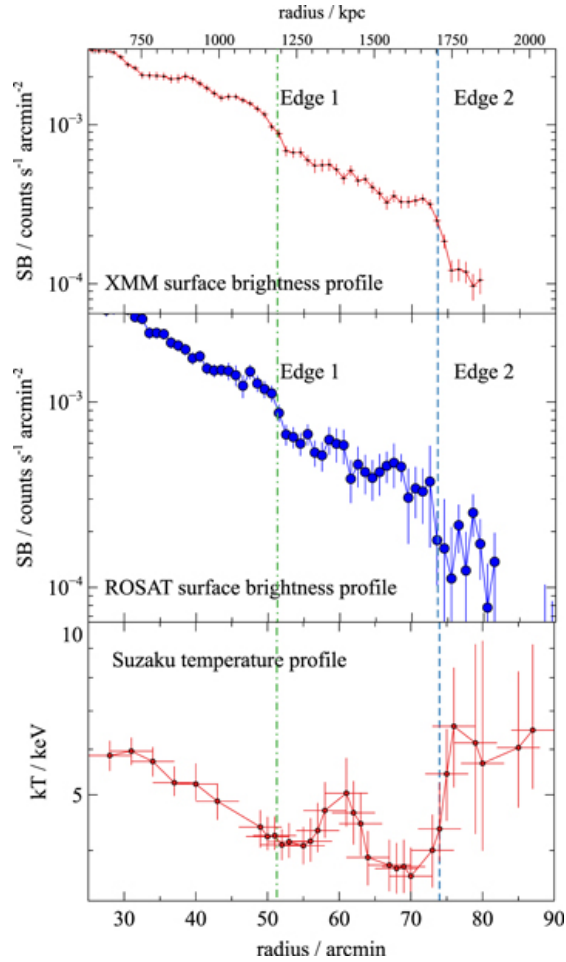 radius / kpc
750 1000 1250 1500 1750 2000
SB / counts s⁻¹ arcmin⁻²
10⁻³
10⁻⁴
Edge 1
Edge 2
XMM surface brightness profile
SB / counts s⁻¹ arcmin⁻²
10⁻³
10⁻⁴
Edge 1
Edge 2
ROSAT surface brightness profile
kT / keV
10
5
Suzaku temperature profile
30 40 50 60 70 80 90
radius / arcmin